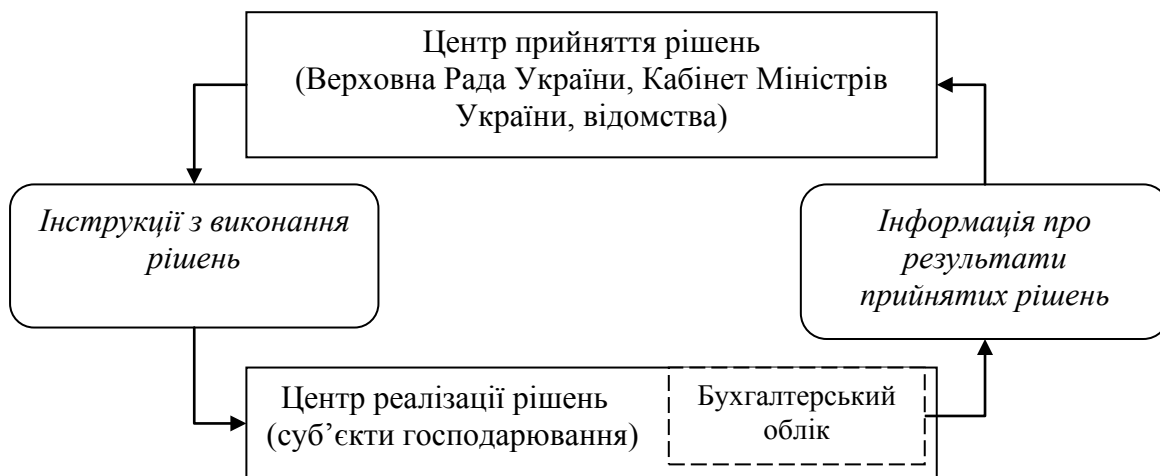 Центр прийняття рішень
(Верховна Рада України, Кабінет Міністрів
України, відомства)
Інструкції з виконання
рішень
Інформація про
результати
прийнятих рішень
Центр реалізації рішень
(суб’єкти господарювання)
Бухгалтерський
облік